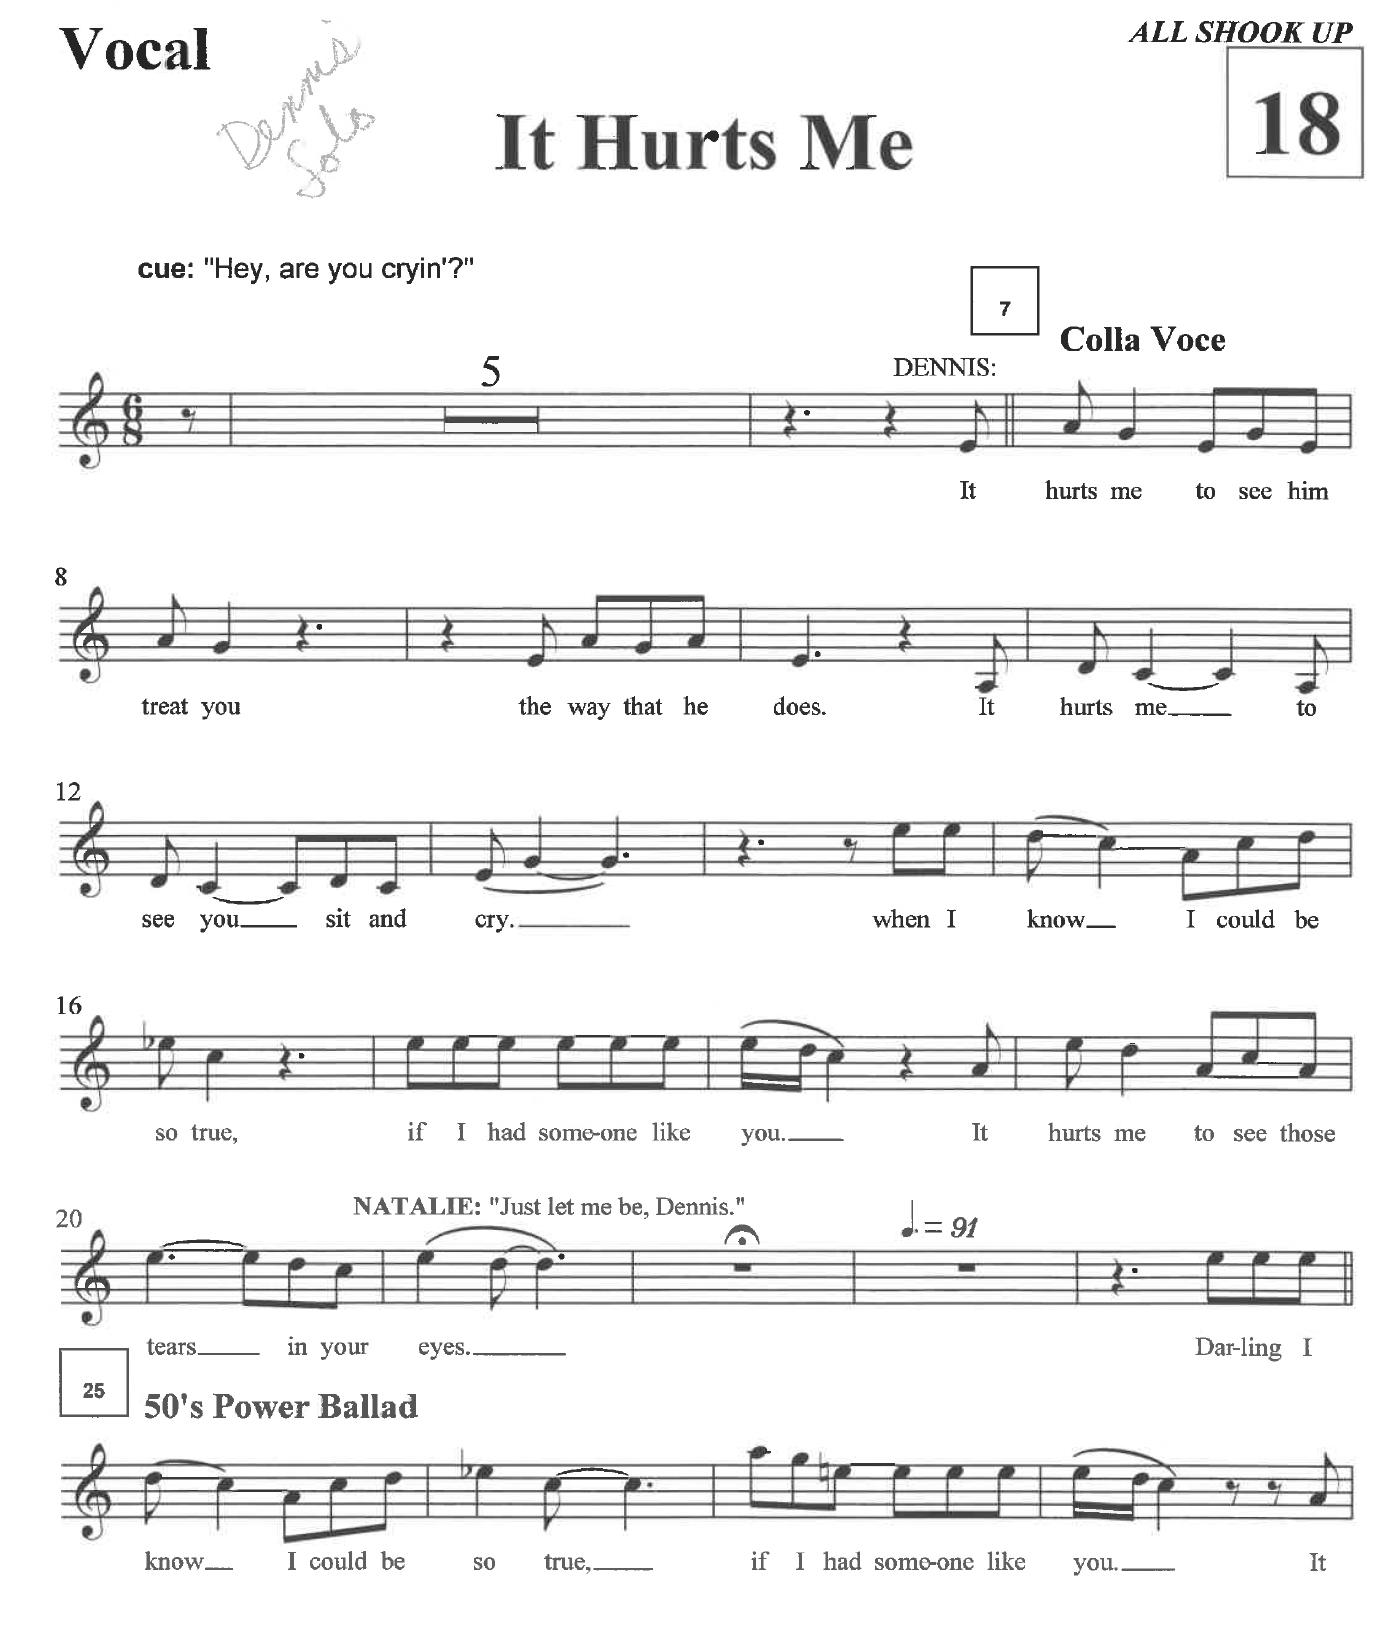 Vocal
ALL SHOOK UP
Dennis
Solo
It Hurts Me
18
cue: "Hey, are you cryin'?"
7
Colla Voce
5
DENNIS:
6
8
It hurts me to see him
8
treat you the way that he does. It hurts me to
12
see you sit and cry. when I know I could be
16
so true, if I had some-one like you. It hurts me to see those
NATALIE: "Just let me be, Dennis."
20
= 91
tears in your eyes. Dar-ling I
25
50's Power Ballad
know I could be so true, if I had some-one like you. It